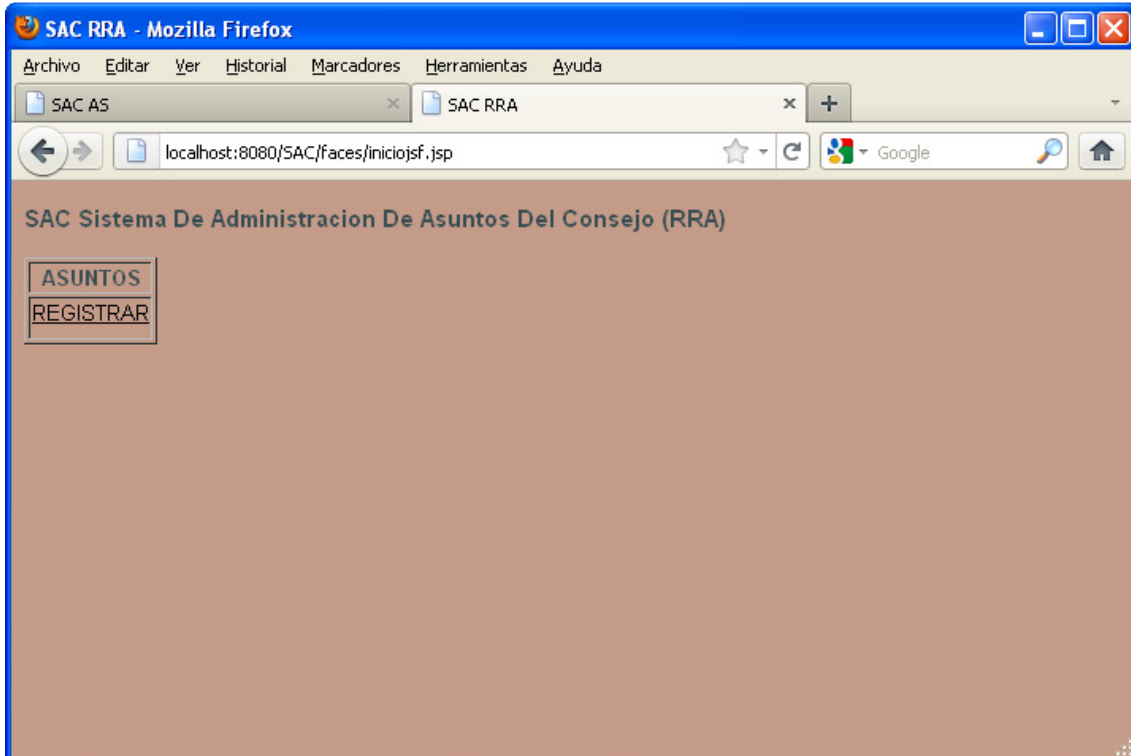 SAC RRA - Mozilla Firefox
Archivo Editar Ver Historial Marcadores Herramientas Ayuda
SAC AS
SAC RRA
localhost:8080/SAC/faces/iniciojsf.jsp
Google
SAC Sistema De Administracion De Asuntos Del Consejo (RRA)
ASUNTOS
REGISTRAR